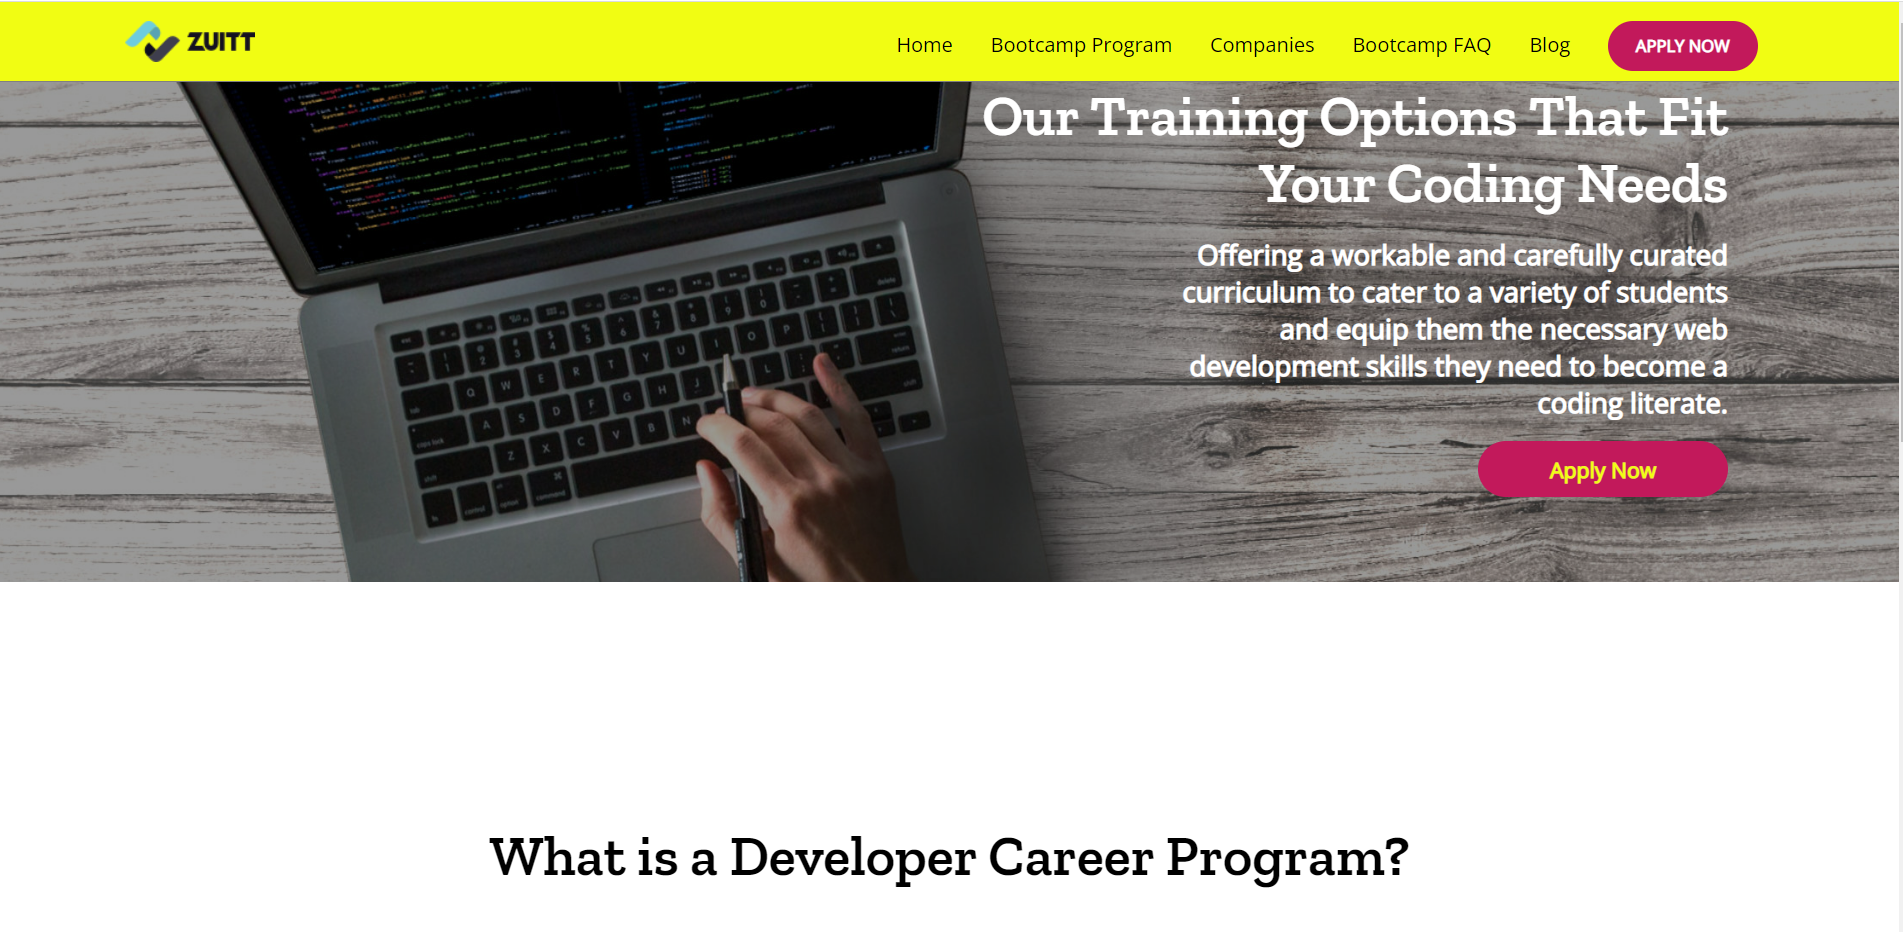 ZUITT
Home
Bootcamp Program
Companies
Bootcamp FAQ
Blog
APPLY NOW
Our Training Options That Fit
Your Coding Needs
Offering a workable and carefully curated
curriculum to cater to a variety of students
and equip them the necessary web
development skills they need to become a
coding literate.
Apply Now
What is a Developer Career Program?